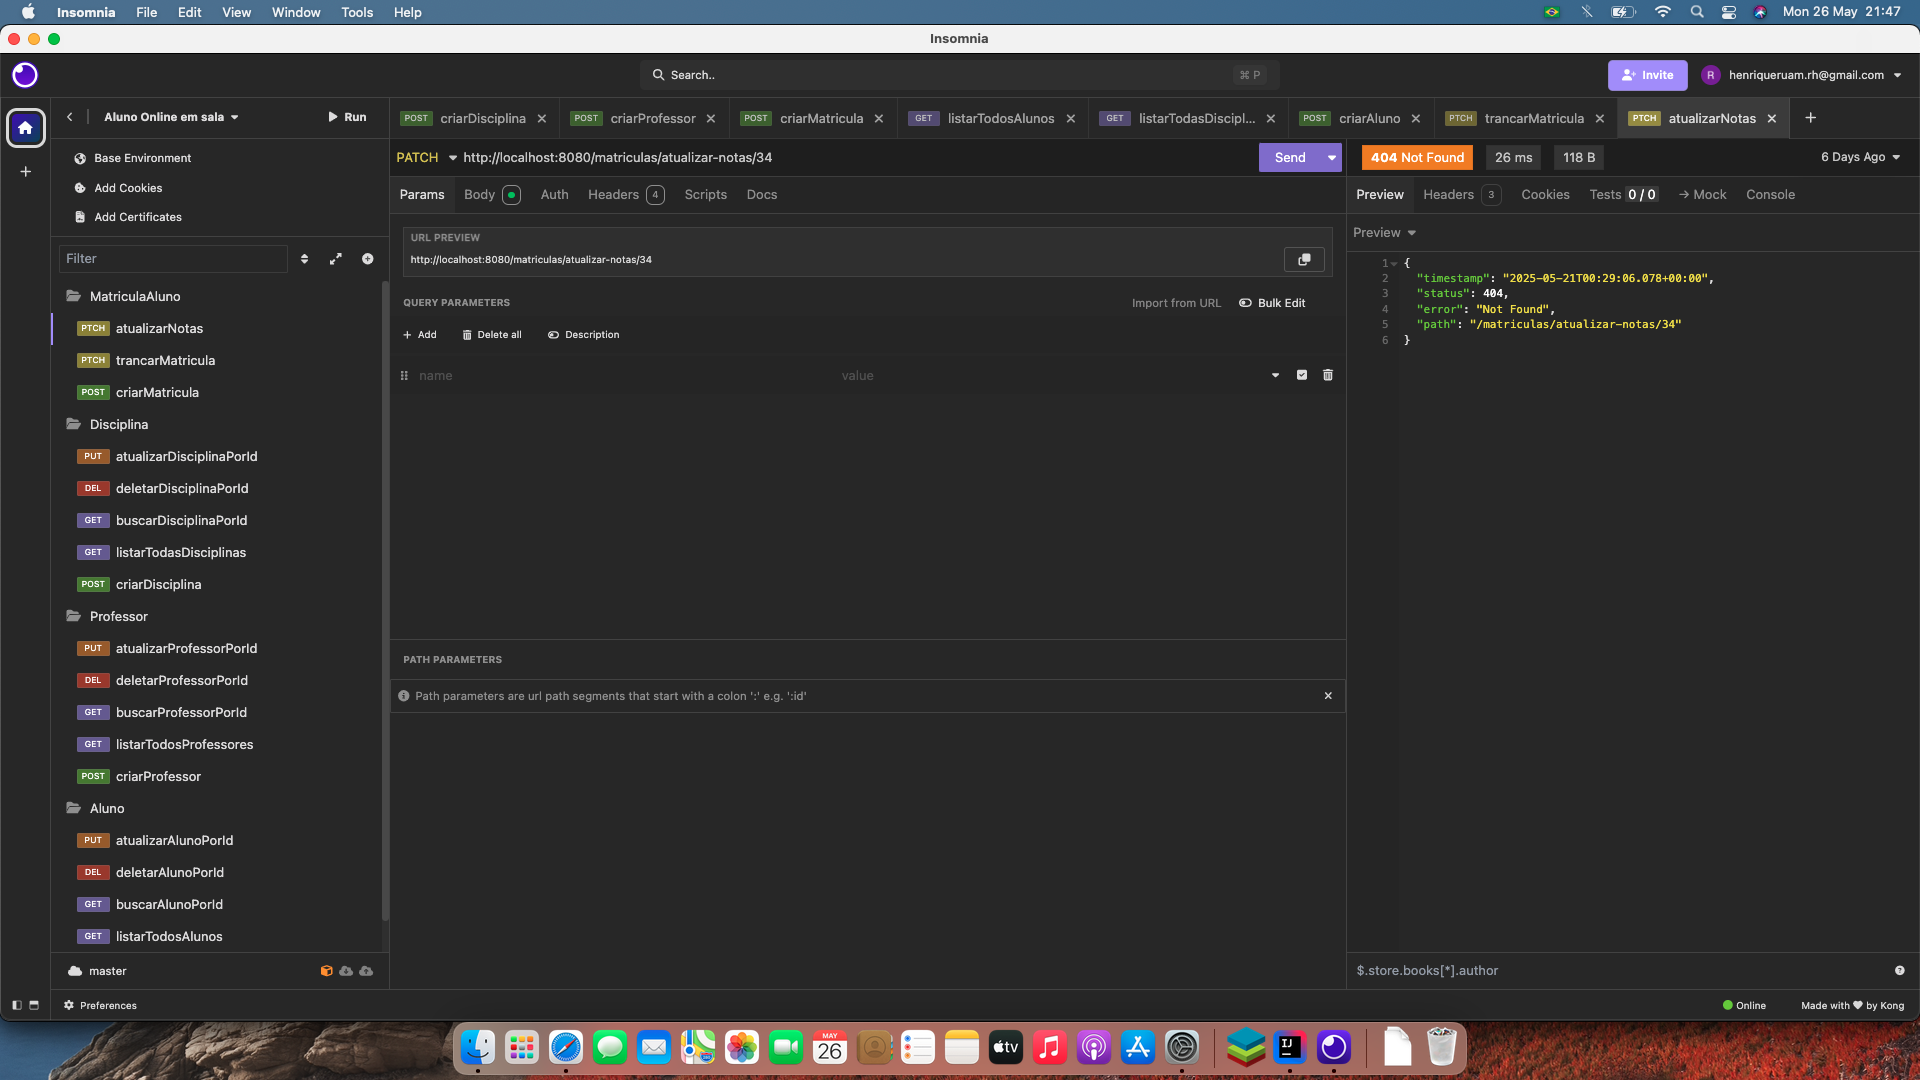 Insomnia File Edit View Window Tools Help
Mon 26 May 21:47
Insomnia
Search..
⌘ P
Invite
R
henriqueruam.rh@gmail.com
Aluno Online em sala
Run
POST criarDisciplina
POST criarProfessor
POST criarMatricula
GET listarTodosAlunos
GET listarTodasDiscipl...
POST criarAluno
PTCH trancarMatricula
PTCH atualizarNotas
Base Environment
Add Cookies
Add Certificates
Filter
MatriculaAluno
PTCH atualizarNotas
PTCH trancarMatricula
POST criarMatricula
Disciplina
PUT atualizarDisciplinaPorId
DEL deletarDisciplinaPorId
GET buscarDisciplinaPorId
GET listarTodasDisciplinas
POST criarDisciplina
Professor
PUT atualizarProfessorPorId
DEL deletarProfessorPorId
GET buscarProfessorPorId
GET listarTodosProfessores
POST criarProfessor
Aluno
PUT atualizarAlunoPorId
DEL deletarAlunoPorId
GET buscarAlunoPorId
GET listarTodosAlunos
master
Preferences
PATCH http://localhost:8080/matriculas/atualizar-notas/34
Send
Params Body Auth Headers 4 Scripts Docs
URL PREVIEW
http://localhost:8080/matriculas/atualizar-notas/34
QUERY PARAMETERS
Import from URL
Bulk Edit
Add
Delete all
Description
name
value
PATH PARAMETERS
Path parameters are url path segments that start with a colon ':' e.g. ':id'
404 Not Found
26 ms
118 B
6 Days Ago
Preview Headers 3 Cookies Tests 0 / 0 → Mock Console
Preview
1 {
2 "timestamp": "2025-05-21T00:29:06.078+00:00",
3 "status": 404,
4 "error": "Not Found",
5 "path": "/matriculas/atualizar-notas/34"
6 }
$.store.books[*].author
Online
Made with ♥ by Kong
MAY
26
tv
IJ